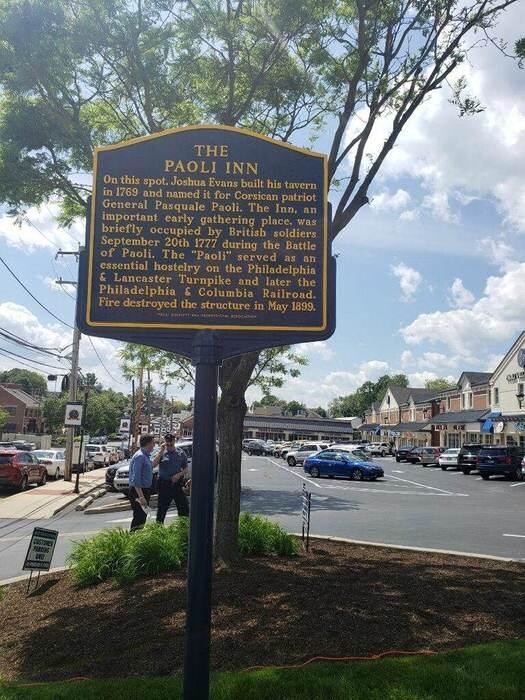 THE
PAOLI INN
On this spot, Joshua Evans built his tavern
in 1769 and named it for Corsican patriot
General Pasquale Paoli. The Inn, an
important early gathering place, was
briefly occupied by British soldiers
September 20th 1777 during the Battle
of Paoli. The "Paoli" served as an
essential hostelry on the Philadelphia
& Lancaster Turnpike and later the
Philadelphia & Columbia Railroad.
Fire destroyed the structure in May 1899.
CUSTOMER
PARKING
ONLY